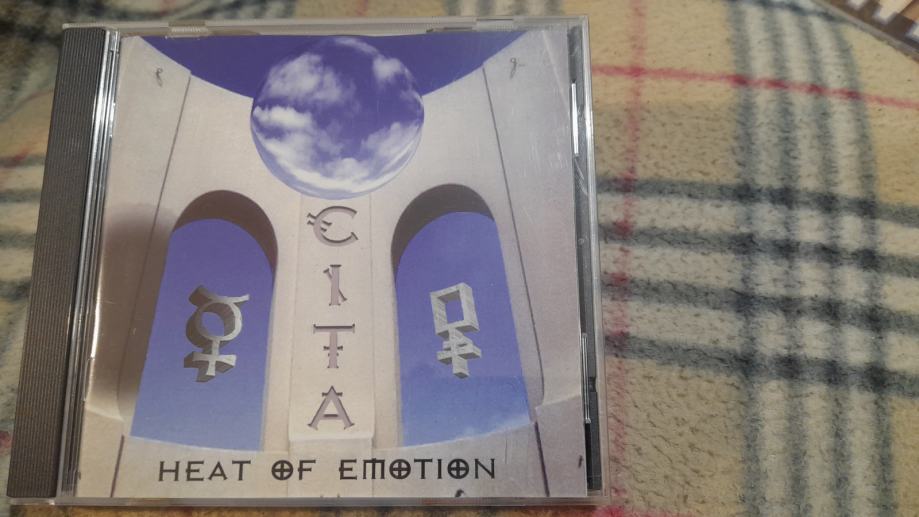 CITA
HEAT OF EMOTION